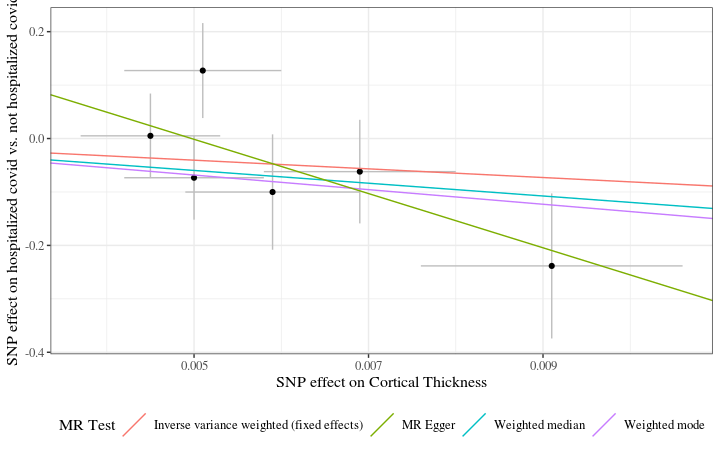 SNP effect on hospitalized covid vs. not hospitalized covid
0.2
0.0
-0.2
-0.4
0.005 0.007 0.009
SNP effect on Cortical Thickness
MR Test Inverse variance weighted (fixed effects) MR Egger Weighted median Weighted mode